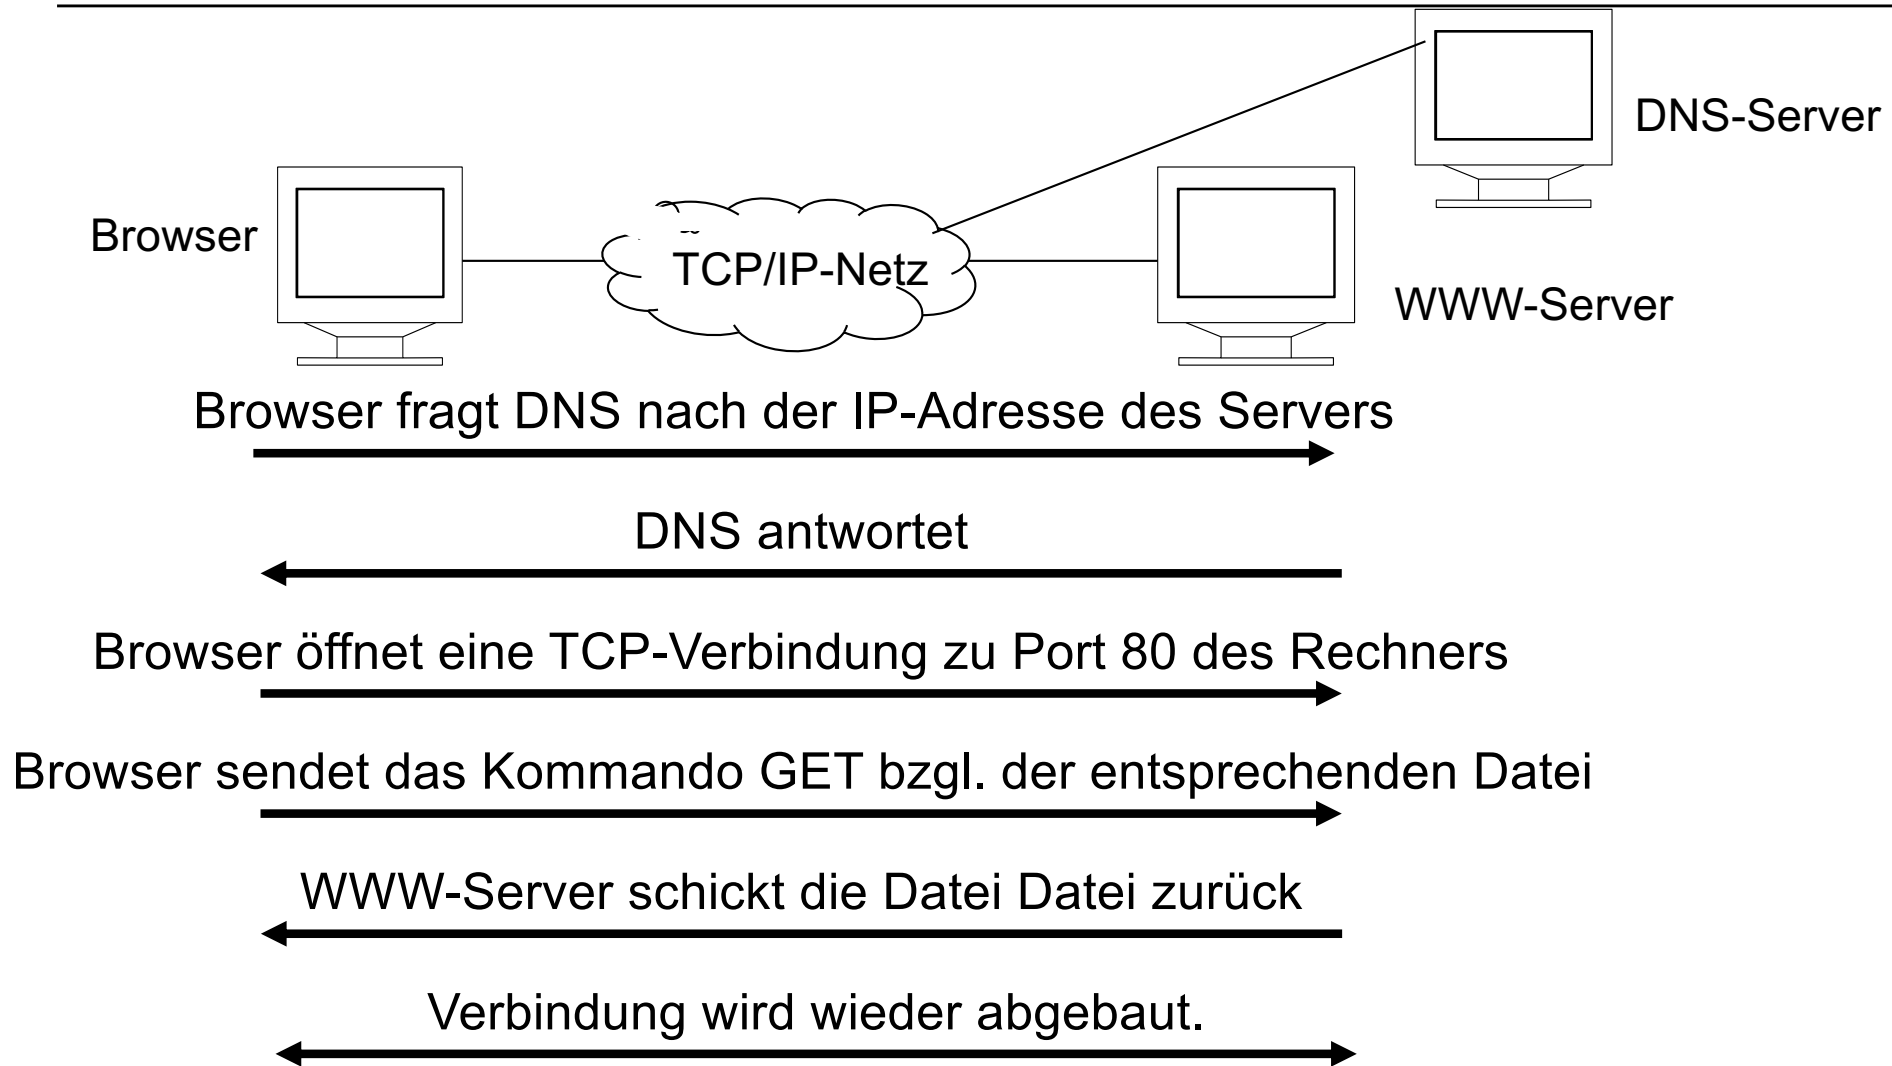 DNS-Server
Browser
TCP/IP-Netz
WWW-Server
Browser fragt DNS nach der IP-Adresse des Servers
DNS antwortet
Browser öffnet eine TCP-Verbindung zu Port 80 des Rechners
Browser sendet das Kommando GET bzgl. der entsprechenden Datei
WWW-Server schickt die Datei Datei zurück
Verbindung wird wieder abgebaut.